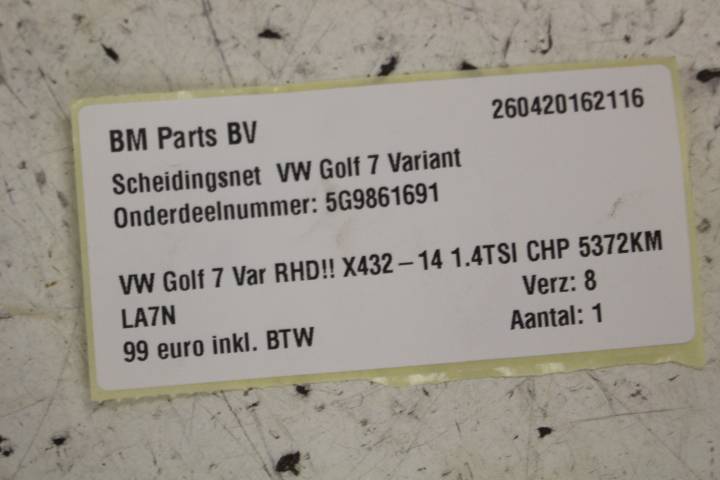 BM Parts BV
260420162116
Scheidingsnet VW Golf 7 Variant
Onderdeelnummer: 5G9861691
VW Golf 7 Var RHD!! X432 – 14 1.4TSI CHP 5372KM
LA7N
Verz: 8
99 euro inkl. BTW
Aantal: 1